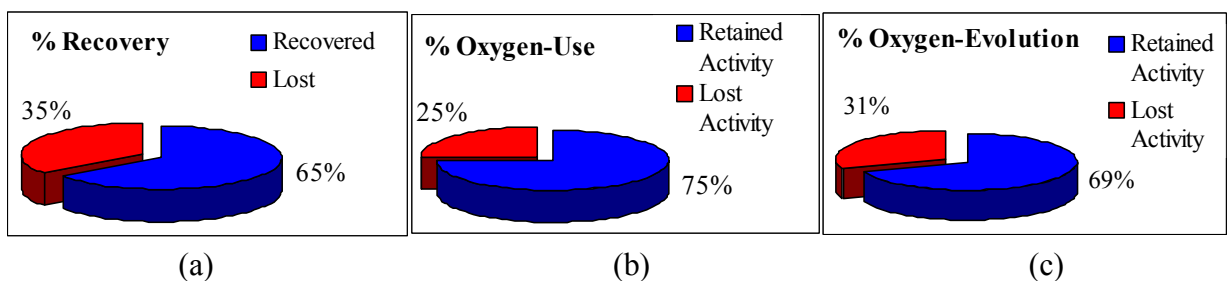 % Recovery
Recovered
Lost
35%
65%
(a)
% Oxygen-Use
Retained
Activity
Lost
Activity
25%
75%
(b)
% Oxygen-Evolution
Retained
Activity
Lost
Activity
31%
69%
(c)